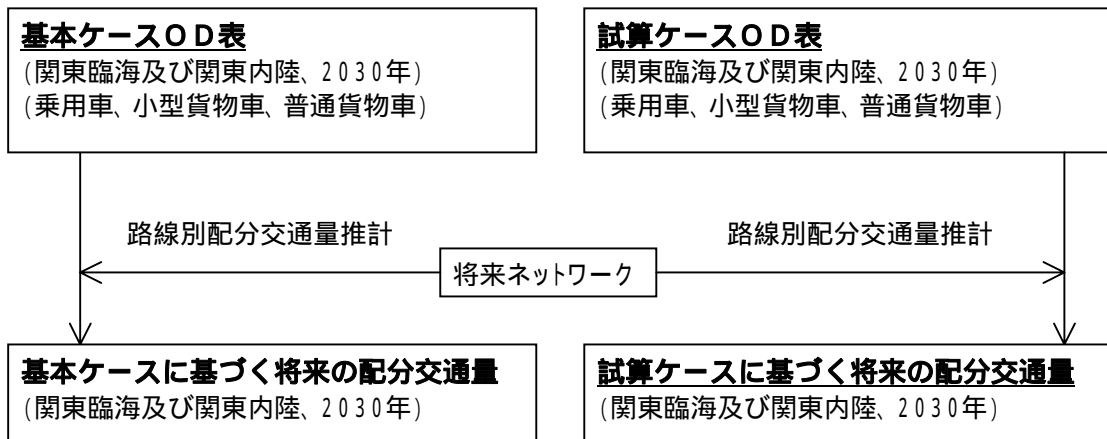 基本ケースＯＤ表
(関東臨海及び関東内陸、2030年)
(乗用車、小型貨物車、普通貨物車)
試算ケースＯＤ表
(関東臨海及び関東内陸、2030年)
(乗用車、小型貨物車、普通貨物車)
路線別配分交通量推計
路線別配分交通量推計
将来ネットワーク
基本ケースに基づく将来の配分交通量
(関東臨海及び関東内陸、2030年)
試算ケースに基づく将来の配分交通量
(関東臨海及び関東内陸、2030年)